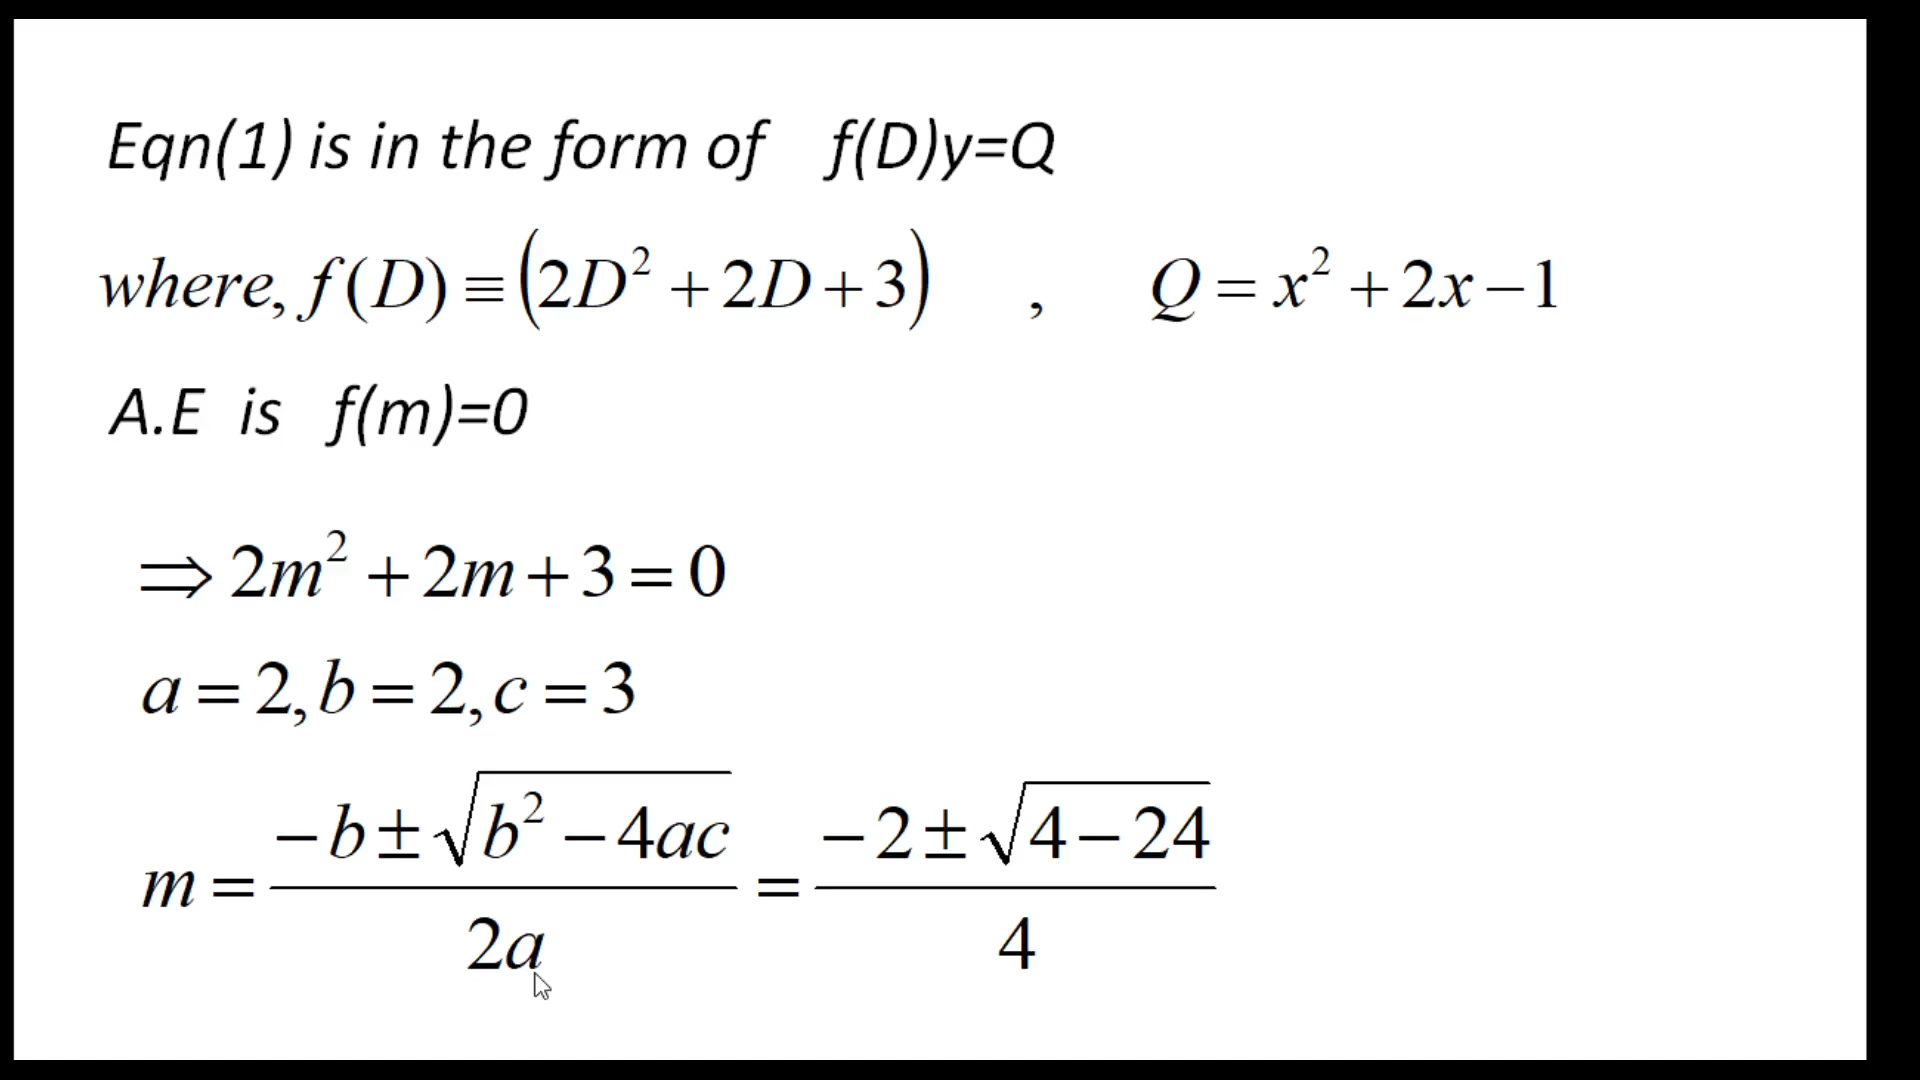 Eqn(1) is in the form of f(D)y=Q
where, f(D) ≡ (2D² + 2D + 3) , Q = x² + 2x − 1
A.E is f(m)=0
⇒ 2m² + 2m + 3 = 0
a = 2, b = 2, c = 3
m = (−b ± √(b² − 4ac)) / 2a = (−2 ± √(4 − 24)) / 4